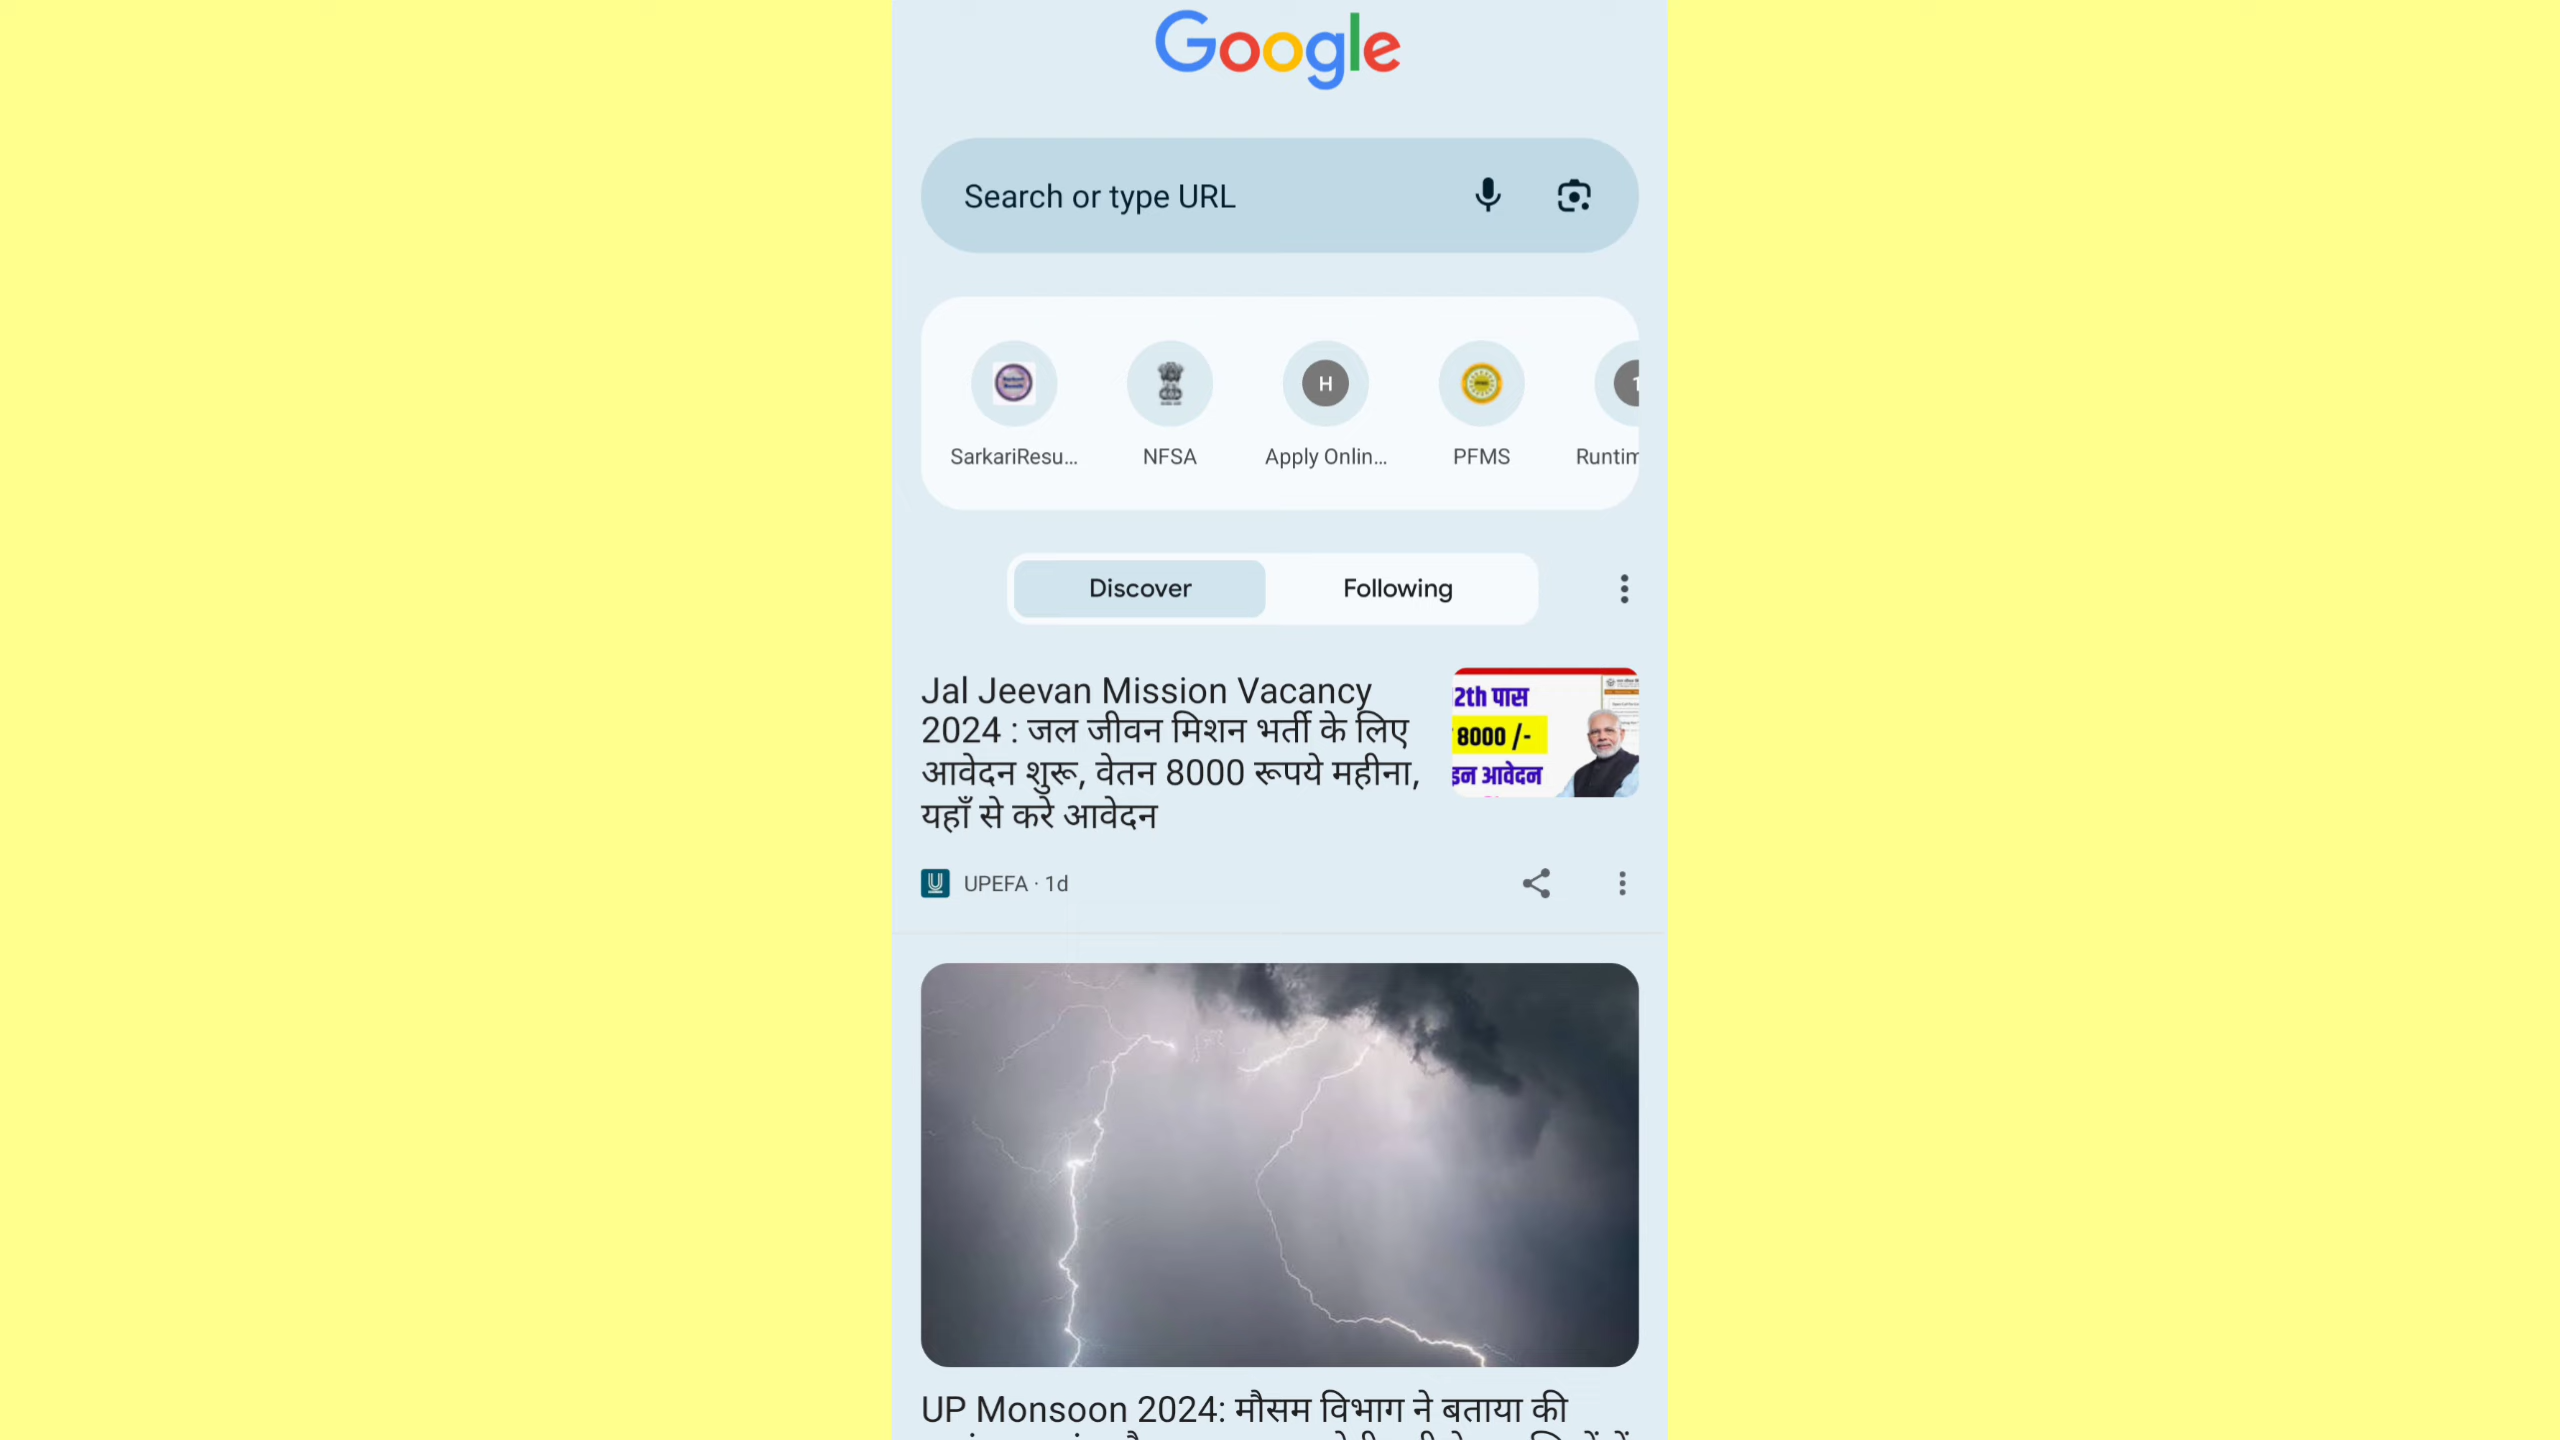 Google
Search or type URL
SarkariResu...
NFSA
H
Apply Onlin...
PFMS
Runtim
Discover
Following
Jal Jeevan Mission Vacancy
2024 : जल जीवन मिशन भर्ती के लिए
आवेदन शुरू, वेतन 8000 रूपये महीना,
यहाँ से करे आवेदन
2th पास
8000 /-
इन आवेदन
UPEFA · 1d
UP Monsoon 2024: मौसम विभाग ने बताया की